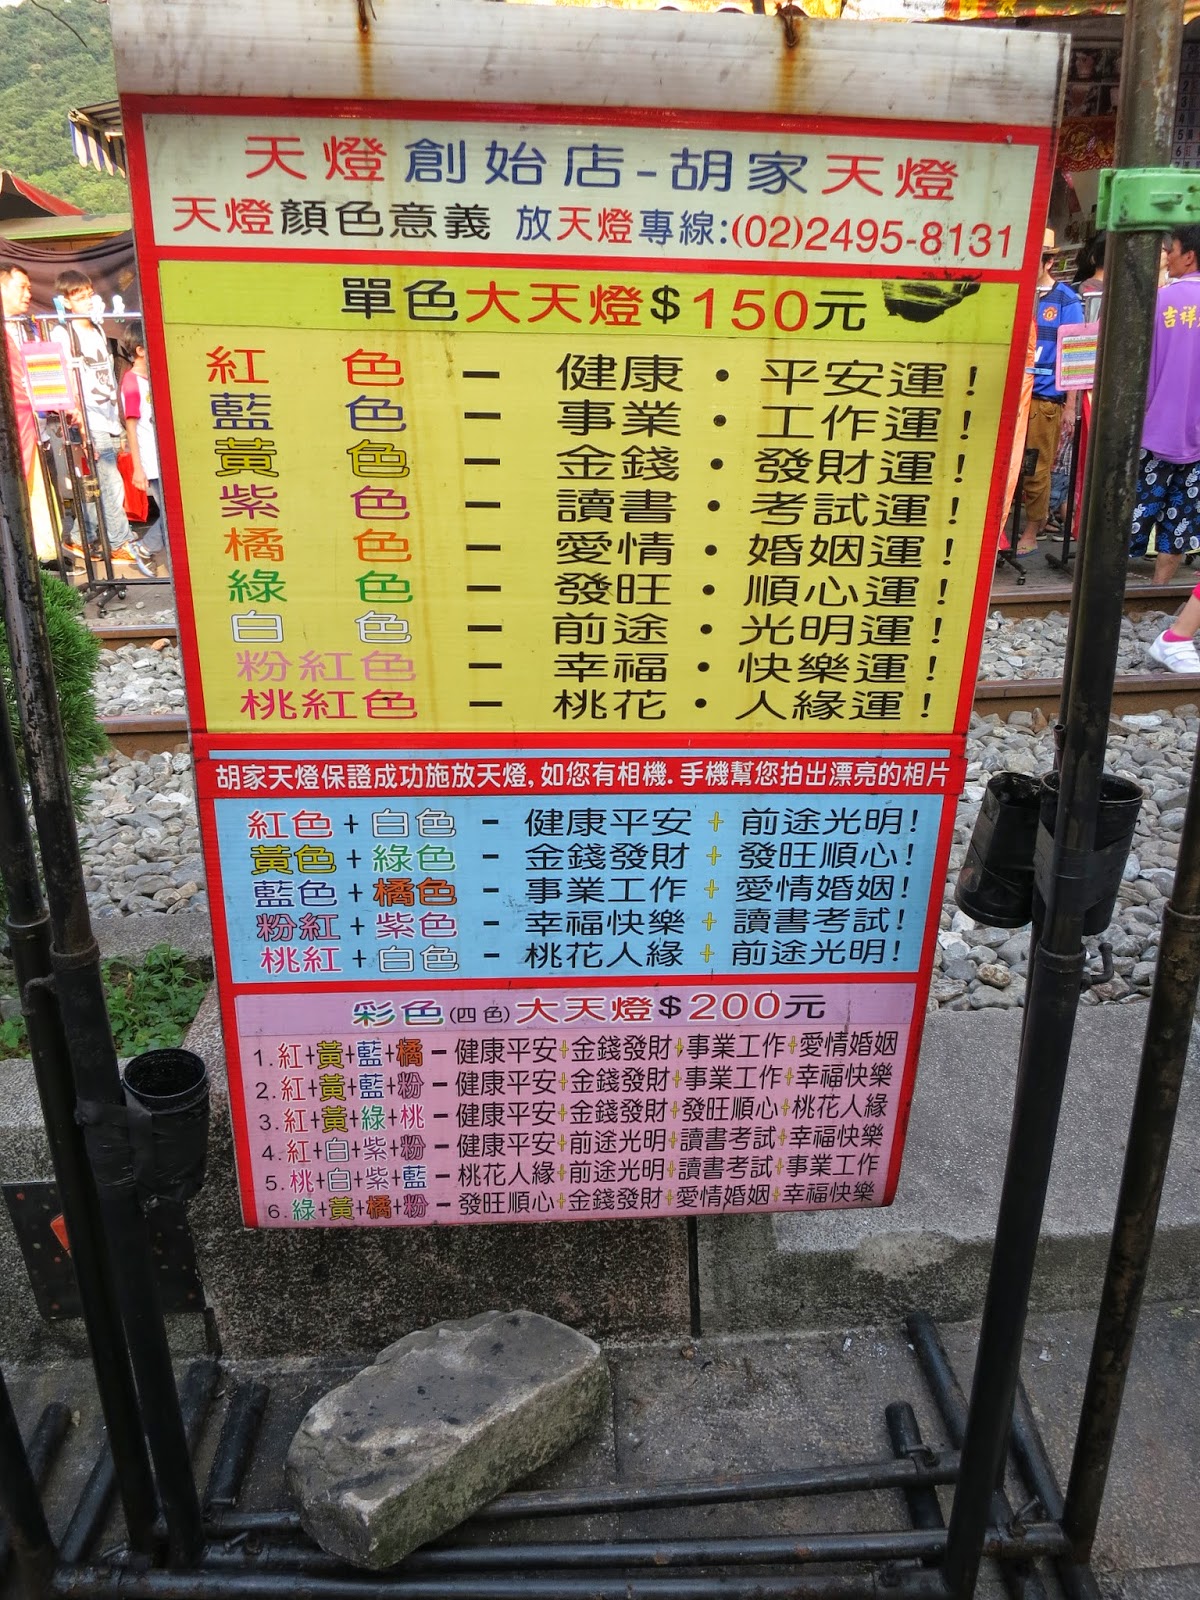 天燈創始店-胡家天燈
天燈顏色意義 放天燈專線:(02)2495-8131
單色大天燈$150元
紅 色 － 健康・平安運!
藍 色 － 事業・工作運!
黃 色 － 金錢・發財運!
紫 色 － 讀書・考試運!
橘 色 － 愛情・婚姻運!
綠 色 － 發旺・順心運!
白 色 － 前途・光明運!
粉紅色 － 幸福・快樂運!
桃紅色 － 桃花・人緣運!
胡家天燈保證成功施放天燈,如您有相機.手機幫您拍出漂亮的相片
紅色+白色 － 健康平安+前途光明!
黃色+綠色 － 金錢發財+發旺順心!
藍色+橘色 － 事業工作+愛情婚姻!
粉紅+紫色 － 幸福快樂+讀書考試!
桃紅+白色 － 桃花人緣+前途光明!
彩色(四色)大天燈$200元
1.紅+黃+藍+橘－健康平安+金錢發財+事業工作+愛情婚姻
2.紅+黃+藍+粉－健康平安+金錢發財+事業工作+幸福快樂
3.紅+黃+綠+桃－健康平安+金錢發財+發旺順心+桃花人緣
4.紅+白+紫+粉－健康平安+前途光明+讀書考試+幸福快樂
5.桃+白+紫+藍－桃花人緣+前途光明+讀書考試+事業工作
6.綠+黃+橘+粉－發旺順心+金錢發財+愛情婚姻+幸福快樂
吉祥